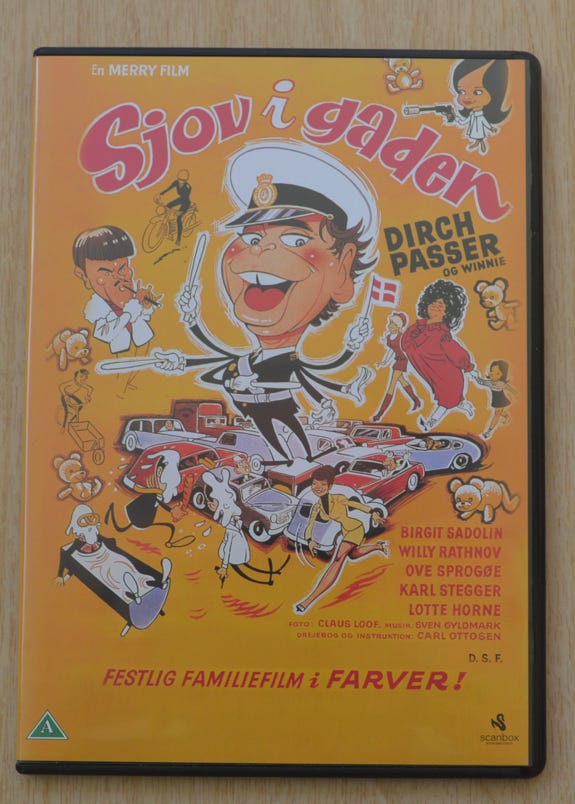 En MERRY FILM
Sjov i gaden
DIRCH
PASSER
OG WINNIE
BIRGIT SADOLIN
WILLY RATHNOV
OVE SPROGØE
KARL STEGGER
LOTTE HORNE
FOTO: CLAUS LOOF. MUSIK: SVEN GYLDMARK
DREJEBOG OG INSTRUKTION: CARL OTTOSEN
D. S. F.
FESTLIG FAMILIEFILM i FARVER!
A
scanbox